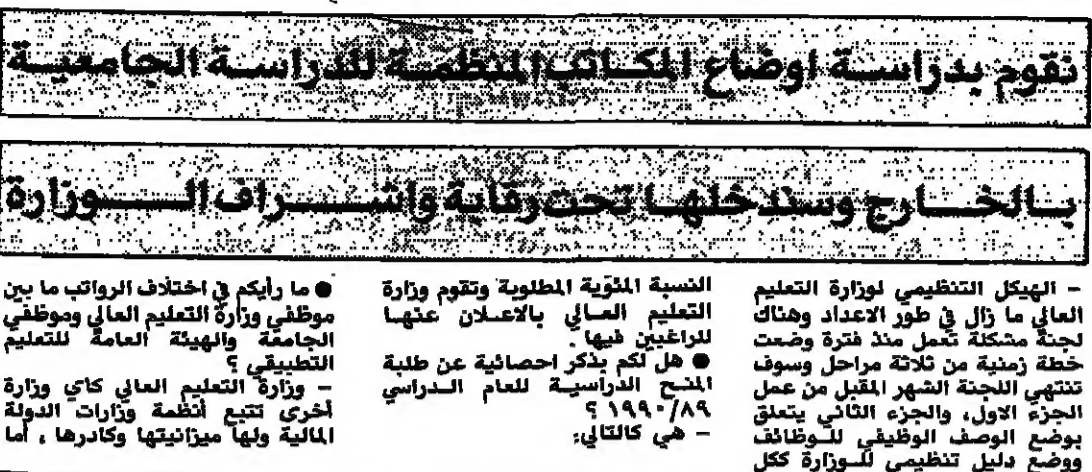 نقوم بدراسة اوضاع المكاتب المنظمة للدراسة الجامعية
بالخارج وسندخلها تحت رقابة واشراف الوزارة
– الهيكل التنظيمي لوزارة التعليم
العالي ما زال في طور الاعداد وهناك
لجنة مشكلة تعمل منذ فترة وضعت
خطة زمنية من ثلاثة مراحل وسوف
تنتهي اللجنة الشهر المقبل من عمل
الجزء الاول، والجزء الثاني يتعلق
بوضع الوصف الوظيفي للوظائف
ووضع دليل تنظيمي للوزارة ككل
النسبة المئوية المطلوبة وتقوم وزارة
التعليم العالي بالاعلان عنها
للراغبين فيها .
● هل لكم بذكر احصائية عن طلبة
المنح الدراسية للعام الدراسي
١٩٩٠/٨٩ ؟
– هي كالتالي:
● ما رأيكم في اختلاف الرواتب ما بين
موظفي وزارة التعليم العالي وموظفي
الجامعة والهيئة العامة للتعليم
التطبيقي ؟
– وزارة التعليم العالي كأي وزارة
أخرى تتبع أنظمة وزارات الدولة
المالية ولها ميزانيتها وكادرها ، أما